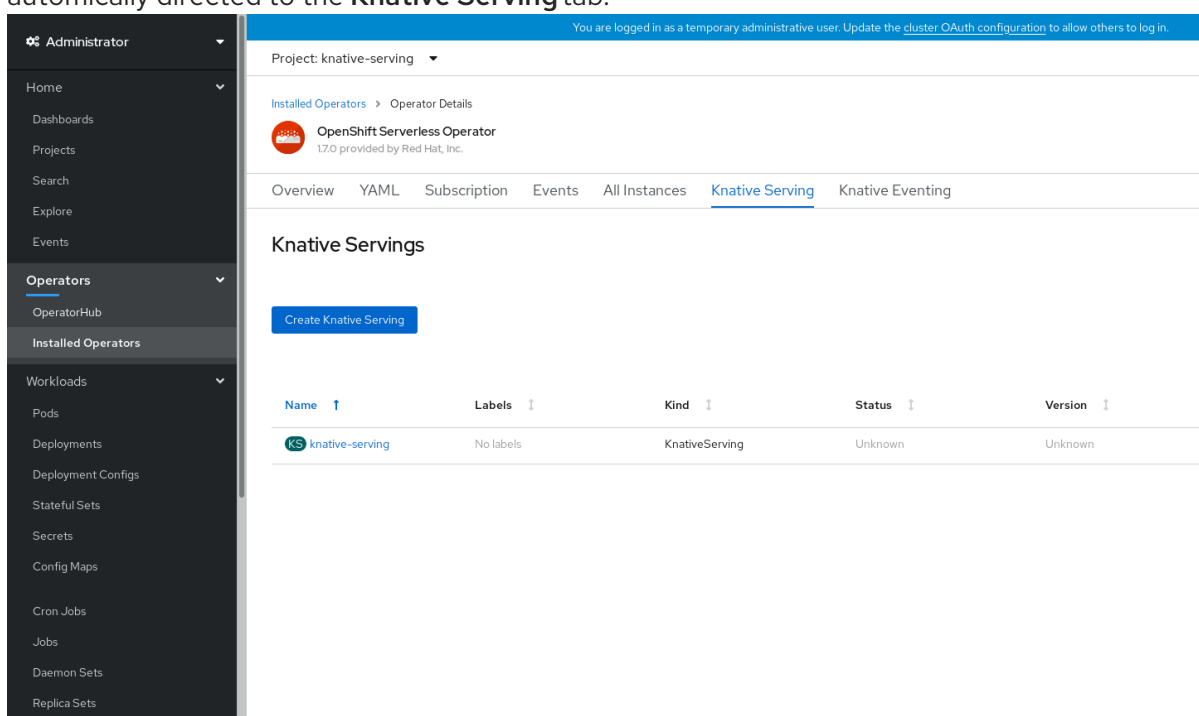 automically directed to the Knative Serving tab.
You are logged in as a temporary administrative user. Update the cluster OAuth configuration to allow others to log in.
Administrator
Project: knative-serving
Home
Dashboards
Projects
Search
Explore
Events
Operators
OperatorHub
Installed Operators
Workloads
Pods
Deployments
Deployment Configs
Stateful Sets
Secrets
Config Maps
Cron Jobs
Jobs
Daemon Sets
Replica Sets
Installed Operators > Operator Details
OpenShift Serverless Operator
1.7.0 provided by Red Hat, Inc.
Overview YAML Subscription Events All Instances Knative Serving Knative Eventing
Knative Servings
Create Knative Serving
Name Labels Kind Status Version
KS knative-serving No labels KnativeServing Unknown Unknown